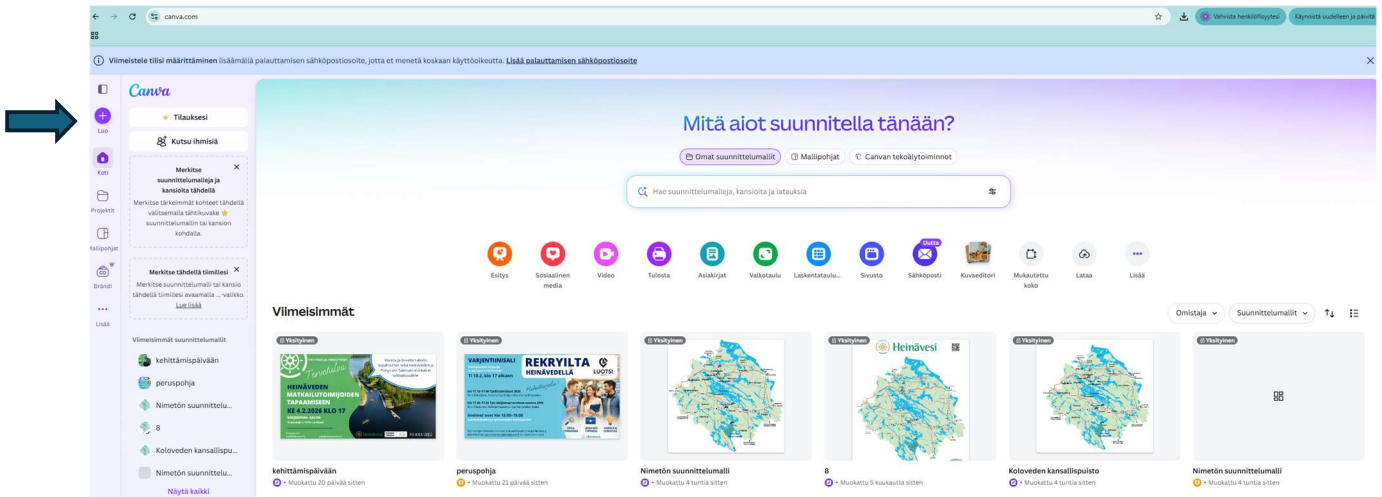 canva.com
Vahvista henkilöllisyytesi
Käynnistä uudelleen ja päivitä
Viimeistele tilisi määrittäminen lisäämällä palauttamisen sähköpostiosoite, jotta et menetä koskaan käyttöoikeutta. Lisää palauttamisen sähköpostiosoite
Canva
Luo
Koti
Projektit
Mallipohjat
Brändi
Lisää
Tilauksesi
Kutsu ihmisiä
Merkitse
suunnittelumalleja ja
kansioita tähdellä
Merkitse tärkeimmät kohteet tähdellä
valitsemalla tähtikuvake
suunnittelumallin tai kansion
kohdalla.
Merkitse tähdellä tiimillesi
Merkitse suunnittelumalli tai kansio
tähdellä tiimillesi avaamalla ...-valikko.
Lue lisää
Viimeisimmät suunnittelumallit
kehittämispäivään
peruspohja
Nimetön suunnittelu...
8
Koloveden kansallispu...
Nimetön suunnittelu...
Näytä kaikki
Mitä aiot suunnitella tänään?
Omat suunnittelumallit
Mallipohjat
Canvan tekoälytoiminnot
Hae suunnittelumalleja, kansioita ja latauksia
Uutta
Esitys
Sosiaalinen
media
Video
Tulosta
Asiakirjat
Valkotaulu
Laskentataulu...
Sivusto
Sähköposti
Kuvaeditori
Mukautettu
koko
Lataa
Lisää
Viimeisimmät
Omistaja
Suunnittelumallit
Yksityinen
Tervetuloa
HEINÄVEDEN
MATKAILUTOIMIJOIDEN
TAPAAMISEEN
KE 4.2.2026 KLO 17
kehittämispäivään
Muokattu 20 päivää sitten
Yksityinen
VARJENTIINISALI
TI 10.2. klo 17 alkaen
REKRYILTA
HEINÄVEDELLÄ
LUOTSI
peruspohja
Muokattu 21 päivää sitten
Yksityinen
Nimetön suunnittelumalli
Muokattu 4 tuntia sitten
Yksityinen
Heinävesi
8
Muokattu 5 kuukautta sitten
Yksityinen
Koloveden kansallispuisto
Muokattu 4 tuntia sitten
Yksityinen
Nimetön suunnittelumalli
Muokattu 4 tuntia sitten